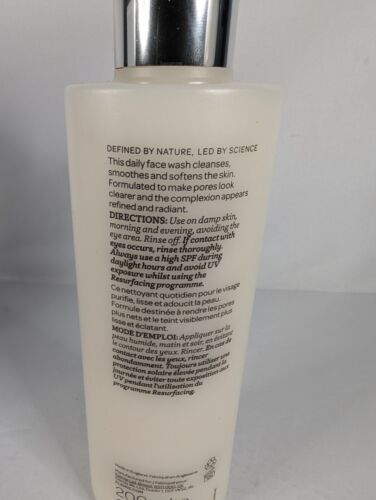 DEFINED BY NATURE, LED BY SCIENCE
This daily face wash cleanses,
smoothes and softens the skin.
Formulated to make pores look
clearer and the complexion appears
refined and radiant.
DIRECTIONS: Use on damp skin,
morning and evening, avoiding the
eye area. Rinse off. If contact with
eyes occurs, rinse thoroughly.
Always use a high SPF during
daylight hours and avoid UV
exposure whilst using the
Resurfacing programme.
Ce nettoyant quotidien pour le visage
purifie, lisse et adoucit la peau.
Formule destinée à rendre les pores
plus nets et le teint visiblement plus
lisse et éclatant.
MODE D'EMPLOI: Appliquer sur la
peau humide, matin et soir, en évitant
le contour des yeux. Rincer. En cas de
contact avec les yeux, rincer
abondamment. Toujours utiliser une
protection solaire élevée pendant la
journée et éviter toute exposition aux
UV pendant l'utilisation du
programme Resurfacing.